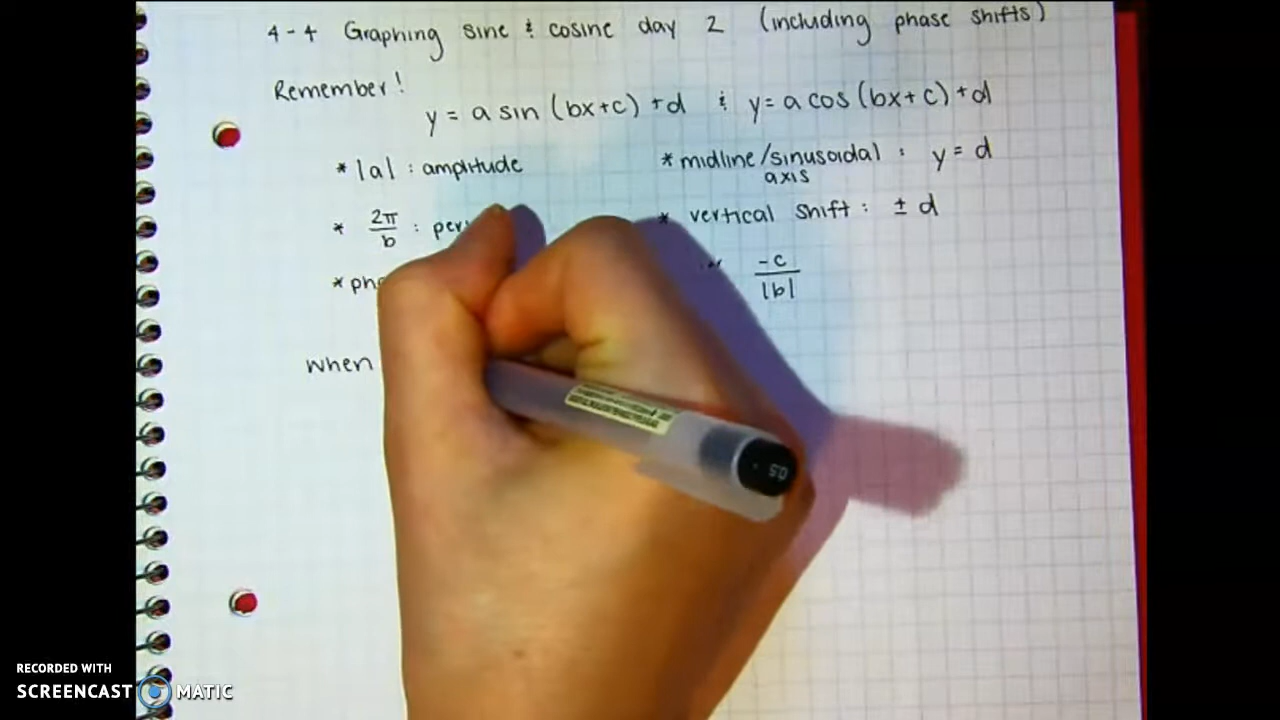 4-4 Graphing sine & cosine day 2 (including phase shifts)
Remember!
y = a sin (bx+c) +d & y= a cos (bx+c) +d
* |a| : amplitude
* midline/sinusoidal : y = d
axis
* 2π/b : per
* vertical shift : ± d
* pha
-c/|b|
when
0.5
RECORDED WITH
SCREENCAST MATIC